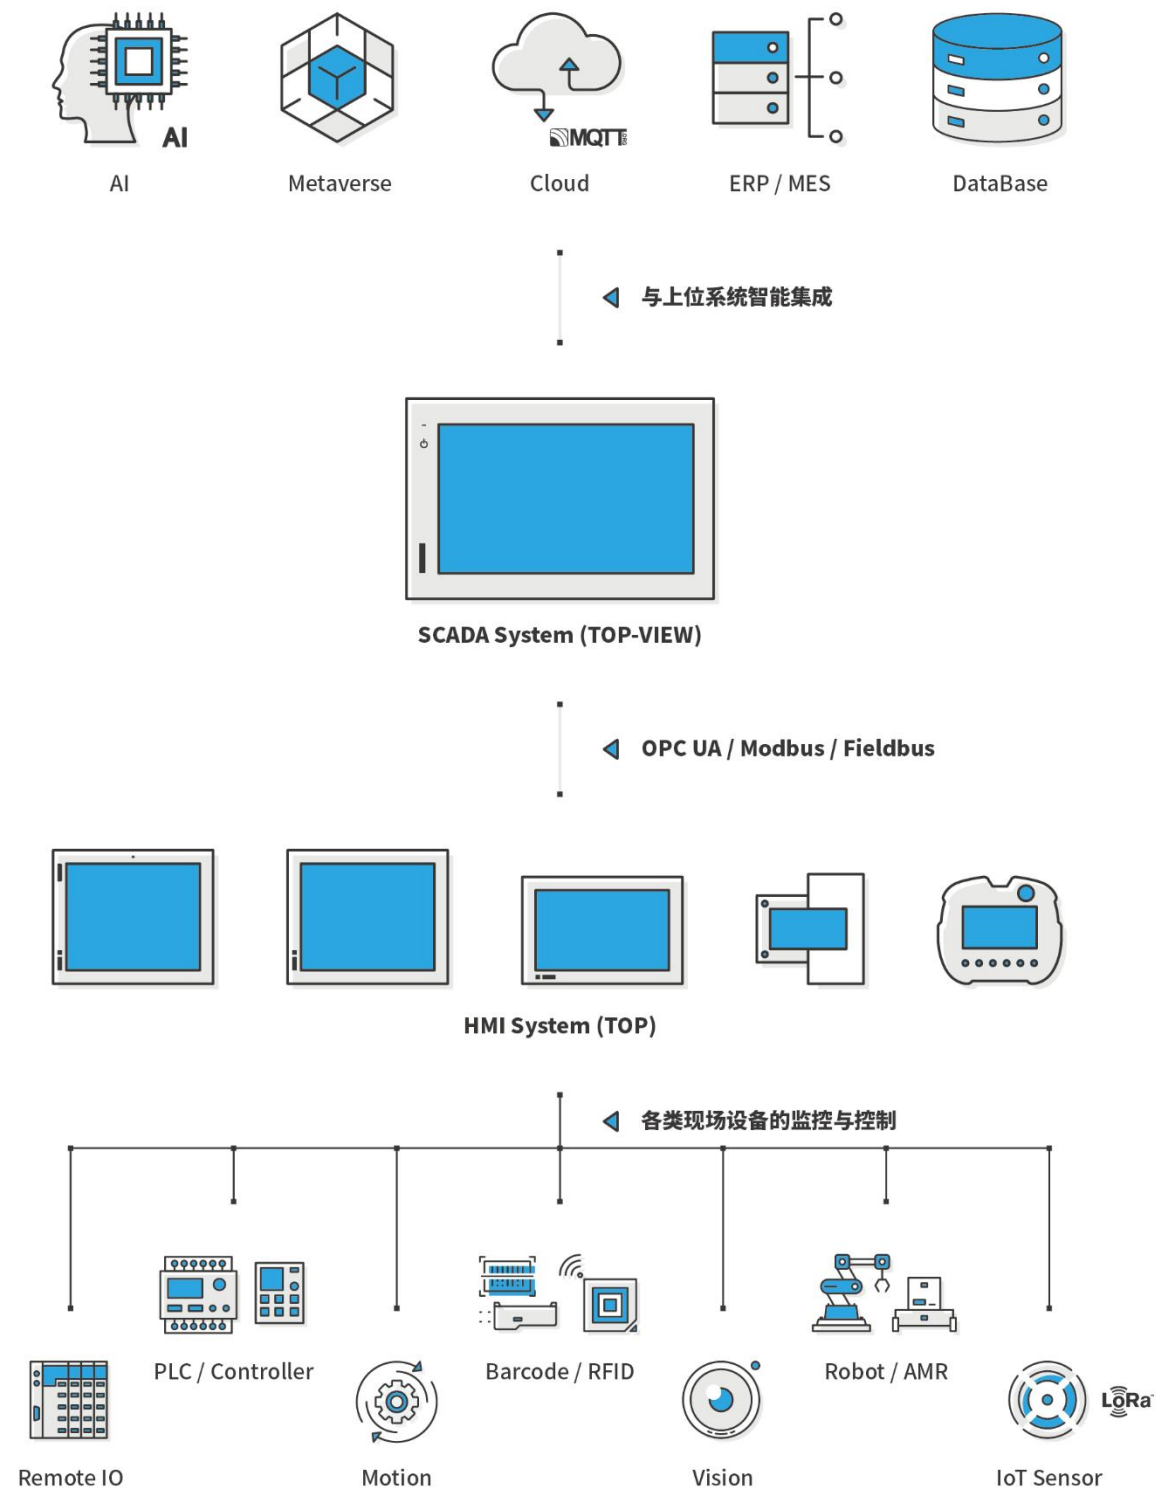 AI
MQTT
AI
Metaverse
Cloud
ERP / MES
DataBase
与上位系统智能集成
SCADA System (TOP-VIEW)
OPC UA / Modbus / Fieldbus
HMI System (TOP)
各类现场设备的监控与控制
PLC / Controller
Barcode / RFID
Robot / AMR
LoRa
Remote IO
Motion
Vision
IoT Sensor